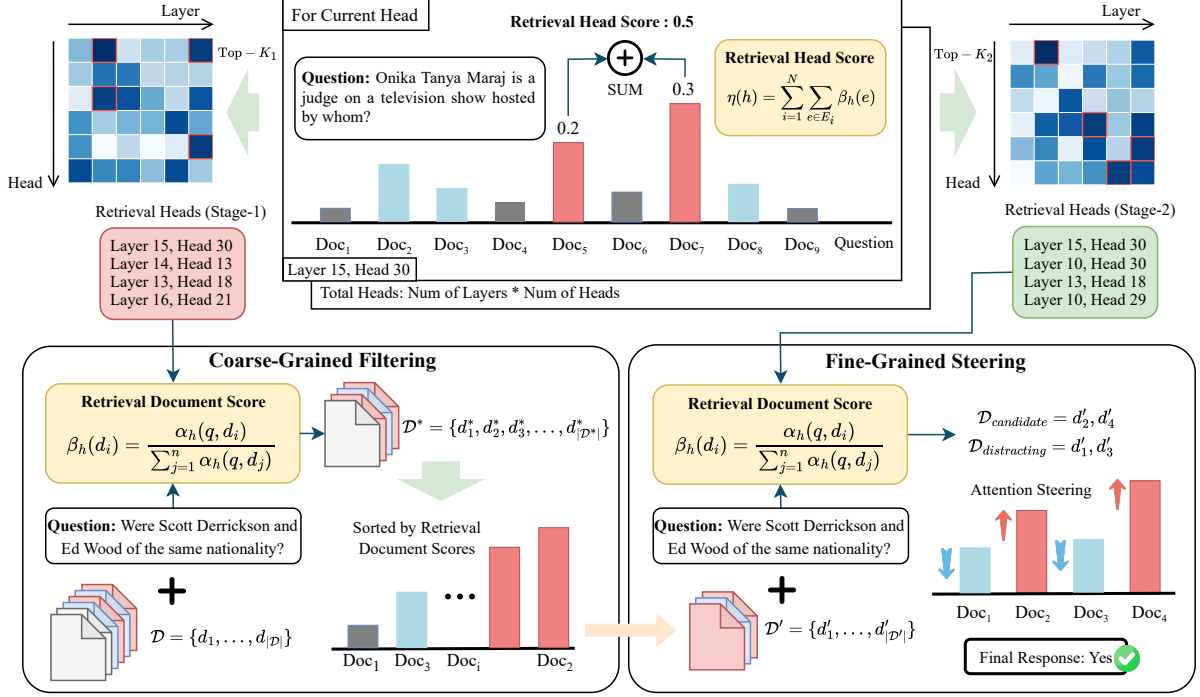 Layer
Top − K₁
Head
Retrieval Heads (Stage-1)
Layer 15, Head 30
Layer 14, Head 13
Layer 13, Head 18
Layer 16, Head 21
For Current Head
Retrieval Head Score : 0.5
Question: Onika Tanya Maraj is a
judge on a television show hosted
by whom?
SUM
0.2
0.3
Retrieval Head Score
η(h) = ∑_{i=1}^{N} ∑_{e∈E_i} β_h(e)
Doc₁ Doc₂ Doc₃ Doc₄ Doc₅ Doc₆ Doc₇ Doc₈ Doc₉ Question
Layer 15, Head 30
Total Heads: Num of Layers * Num of Heads
Layer
Top − K₂
Head
Retrieval Heads (Stage-2)
Layer 15, Head 30
Layer 10, Head 30
Layer 13, Head 18
Layer 10, Head 29
Coarse-Grained Filtering
Retrieval Document Score
β_h(d_i) = α_h(q, d_i) / ∑_{j=1}^{n} α_h(q, d_j)
𝒟* = {d₁*, d₂*, d₃*, . . . , d*_{|𝒟*|}}
Question: Were Scott Derrickson and
Ed Wood of the same nationality?
𝒟 = {d₁, . . . , d_{|𝒟|}}
Sorted by Retrieval
Document Scores
Doc₁ Doc₃ Docᵢ Doc₂
Fine-Grained Steering
Retrieval Document Score
β_h(d_i) = α_h(q, d_i) / ∑_{j=1}^{n} α_h(q, d_j)
𝒟_{candidate} = d′₂, d′₄
𝒟_{distracting} = d′₁, d′₃
Question: Were Scott Derrickson and
Ed Wood of the same nationality?
𝒟′ = {d′₁, . . . , d′_{|𝒟′|}}
Attention Steering
Doc₁ Doc₂ Doc₃ Doc₄
Final Response: Yes